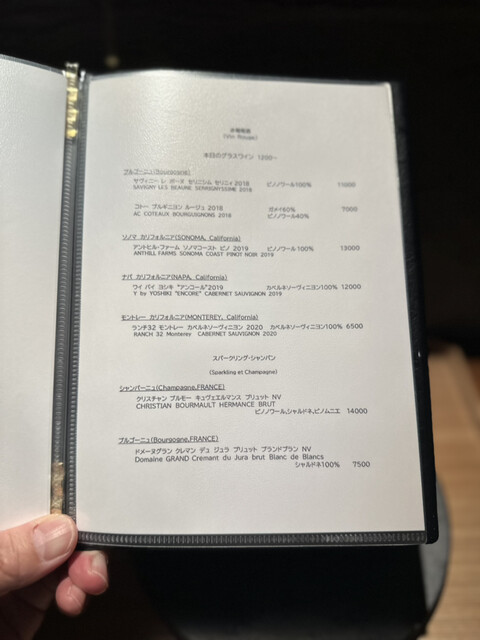 赤葡萄酒
(Vin Rouge)
本日のグラスワイン 1200~
ブルゴーニュ(Bourgogne)
サヴィニー レ ボーヌ セリニシム セリニィ 2018 ピノノワール100% 11000
SAVIGNY LES BEAUNE 2018
コトー ブルギニヨン ルージュ 2018 ガメイ60% 7000
AC COTEAUX BOURGUIGNONS 2018 ピノノワール40%
ソノマ カリフォルニア(SONOMA, California)
アントヒル・ファーム ソノマコースト ピノ 2019 ピノノワール100% 13000
ANTHILL FARMS SONOMA COAST PINOT NOIR 2019
ナパ カリフォルニア(NAPA, California)
ワイ バイ ヨシキ "アンコール"2019 カベルネソーヴィニヨン100% 12000
Y by YOSHIKI "ENCORE" CABERNET SAUVIGNON 2019
モントレー カリフォルニア(MONTEREY, California)
ランチ32 モントレー カベルネソーヴィニヨン 2020 カベルネソーヴィニヨン100% 6500
RANCH 32 Monterey CABERNET SAUVIGNON 2020
スパークリング・シャンパン
(Sparkling et Champagne)
シャンパーニュ(Champagne,FRANCE)
クリスチャン ブルモー キュヴェエルマンス ブリュット NV
CHRISTIAN BOURMAULT HERMANCE BRUT
ピノノワール,シャルドネ,ピノムニエ 14000
ブルゴーニュ(Bourgogne,FRANCE)
ドメーヌグラン クレマン デュ ジュラ ブリュット ブランドブラン NV
Domaine GRAND Cremant du Jura brut Blanc de Blancs
シャルドネ100% 7500